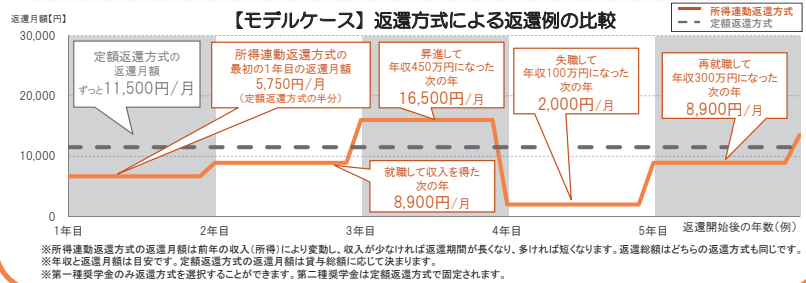 返還月額【円】
【モデルケース】返還方式による返還例の比較
所得連動返還方式
定額返還方式
30,000
20,000
10,000
0
定額返還方式の
返還月額
ずっと11,500円/月
所得連動返還方式の
最初の1年目の返還月額
5,750円/月
(定額返還方式の半分)
昇進して
年収450万円になった
次の年
16,500円/月
失職して
年収100万円になった
次の年
2,000円/月
再就職して
年収300万円になった
次の年
8,900円/月
就職して収入を得た
次の年
8,900円/月
1年目
2年目
3年目
4年目
5年目
返還開始後の年数(例)
※所得連動返還方式の返還月額は前年の収入(所得)により変動し、収入が少なければ返還期間が長くなり、多ければ短くなります。返還総額はどちらの返還方式も同じです。
※年収と返還月額は目安です。定額返還方式の返還月額は貸与総額に応じて決まります。
※第一種奨学金のみ返還方式を選択することができます。第二種奨学金は定額返還方式で固定されます。